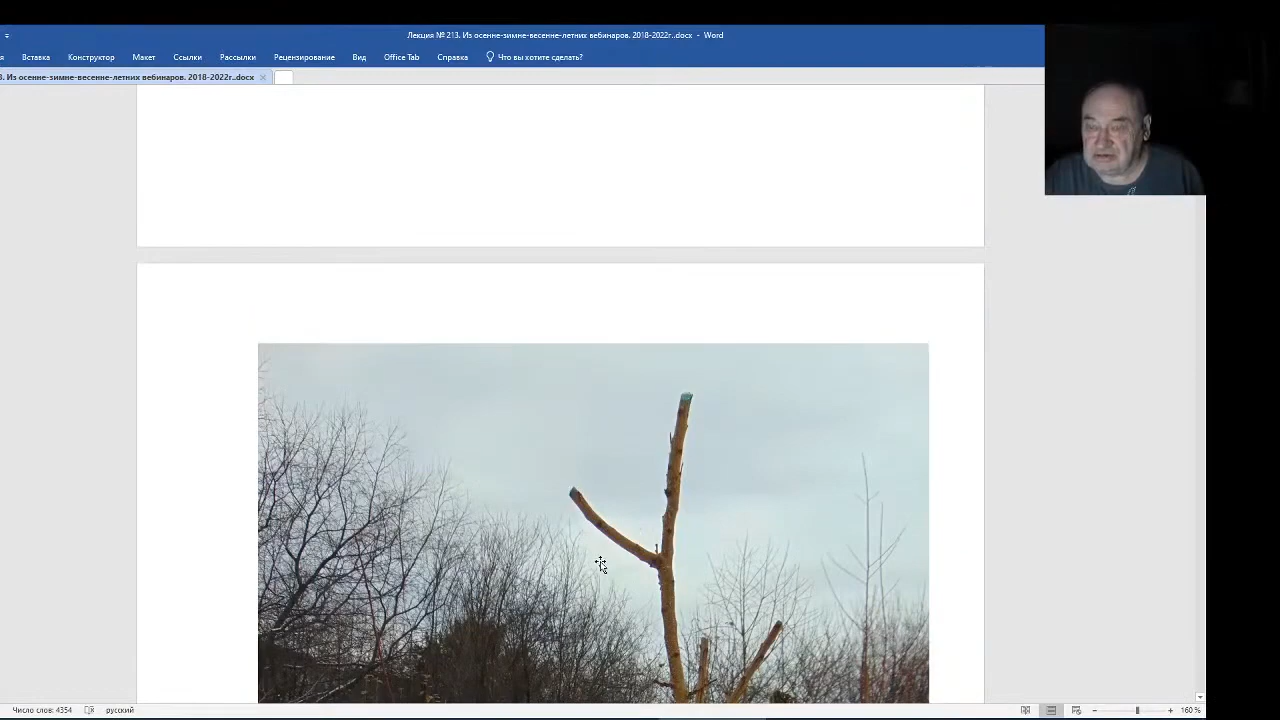 Лекция № 213. Из осенне-зимне-весенне-летних вебинаров. 2018-2022г..docx - Word
я Вставка Конструктор Макет Ссылки Рассылки Рецензирование Вид Office Tab Справка Что вы хотите сделать?
3. Из осенне-зимне-весенне-летних вебинаров. 2018-2022г..docx
Число слов: 4354 русский 160 %